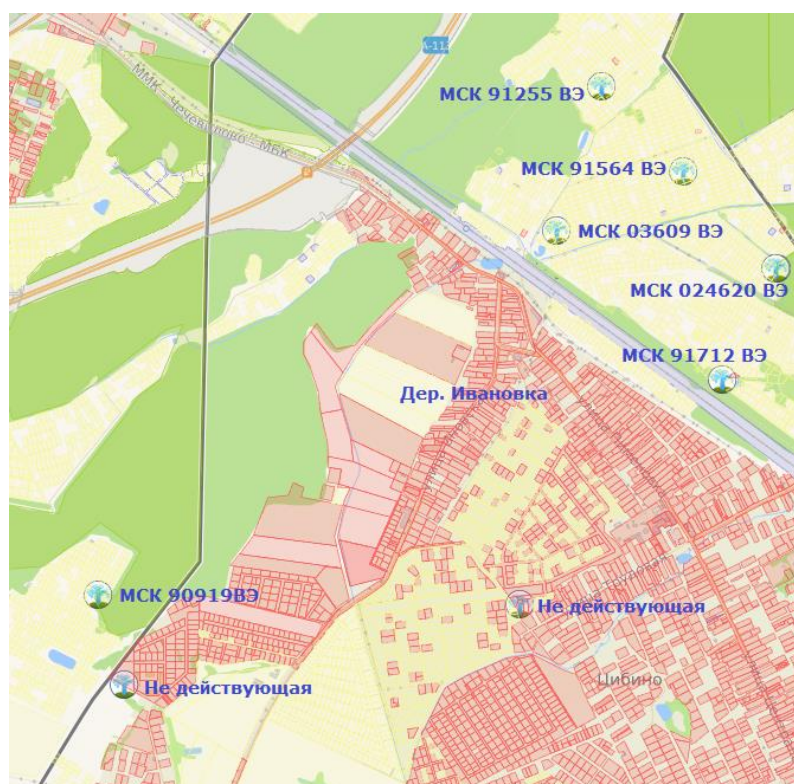 А-113
МСК 91255 ВЭ
ММК - Чечевилово - МБК
МСК 91564 ВЭ
МСК 03609 ВЭ
МСК 024620 ВЭ
МСК 91712 ВЭ
Дер. Ивановка
МСК 90919ВЭ
Не действующая
Цибино
Не действующая